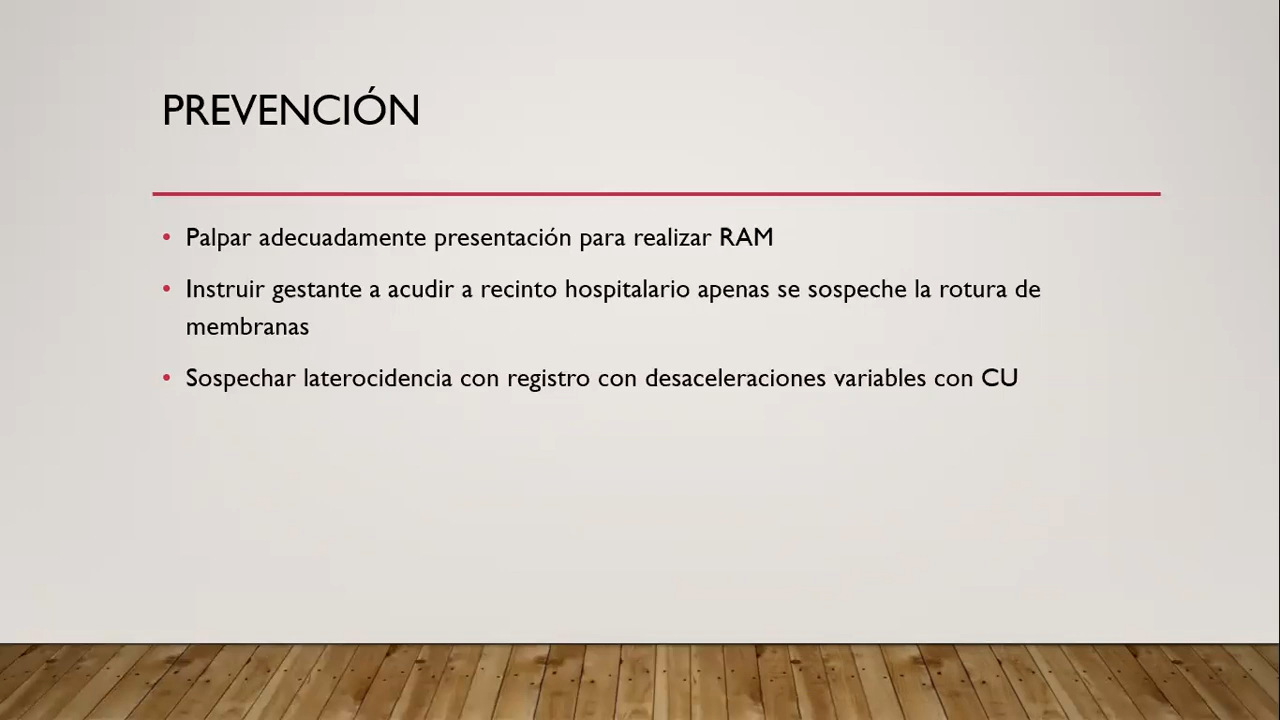 PREVENCIÓN
• Palpar adecuadamente presentación para realizar RAM
• Instruir gestante a acudir a recinto hospitalario apenas se sospeche la rotura de
membranas
• Sospechar laterocidencia con registro con desaceleraciones variables con CU